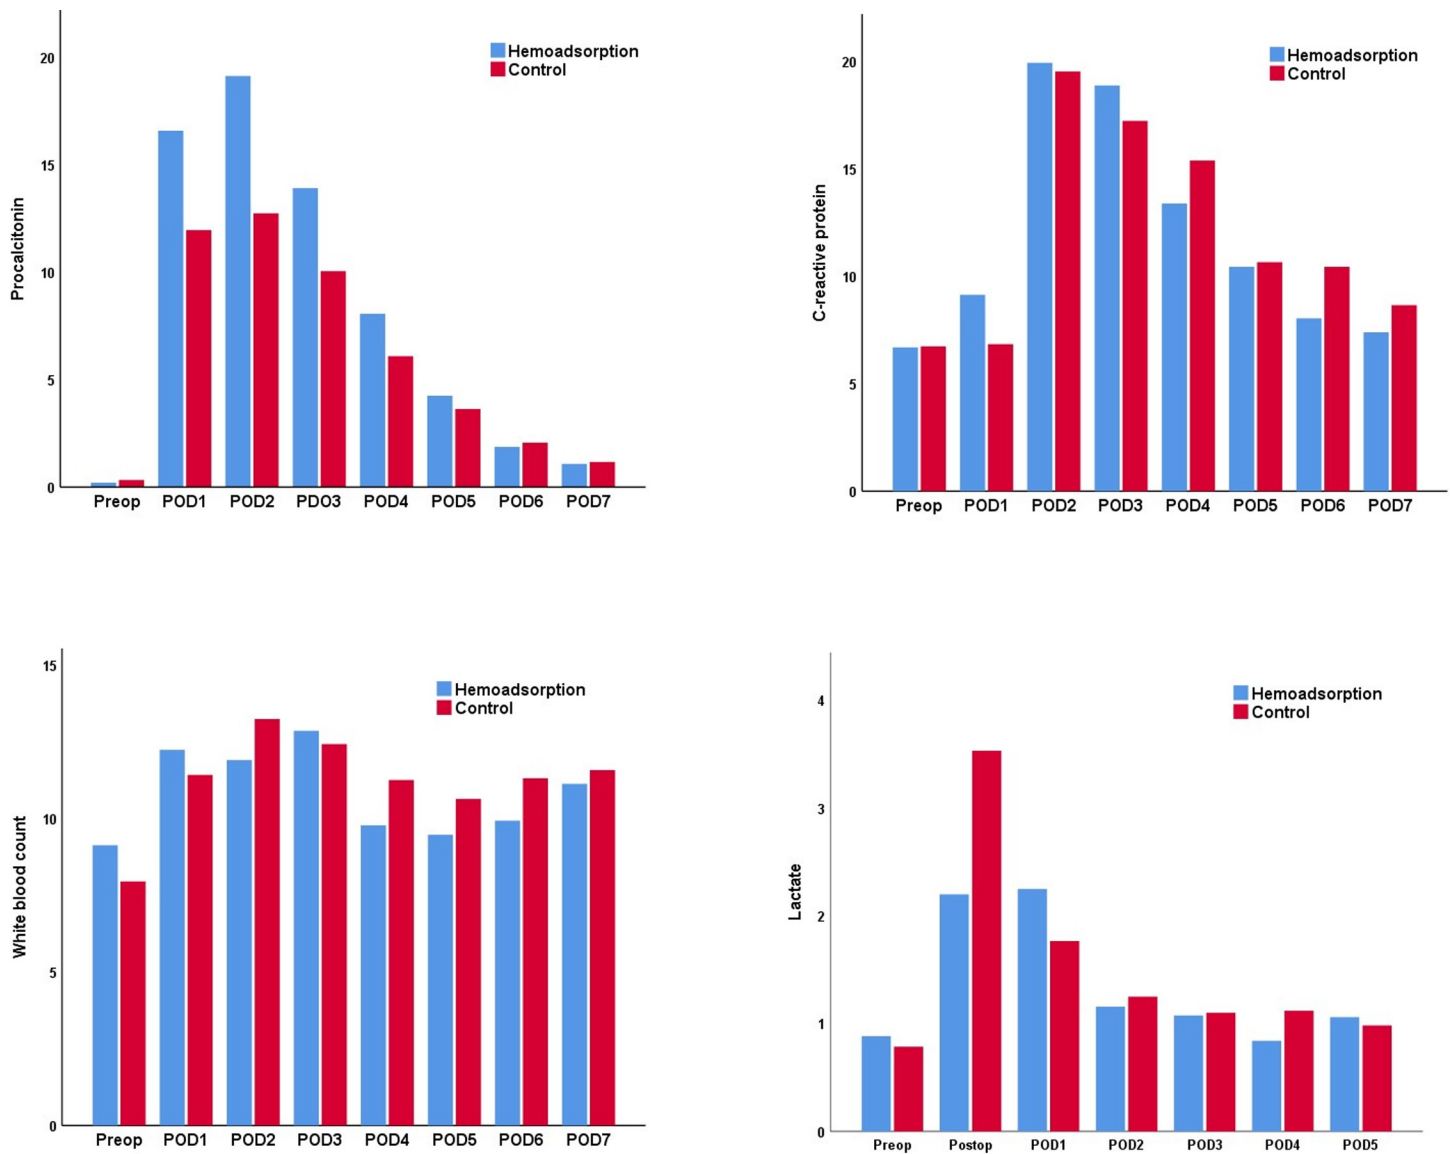 Hemoadsorption
Control
Procalcitonin
20
15
10
5
0
Preop POD1 POD2 PDO3 POD4 POD5 POD6 POD7
Hemoadsorption
Control
C-reactive protein
20
15
10
5
0
Preop POD1 POD2 POD3 POD4 POD5 POD6 POD7
Hemoadsorption
Control
White blood count
15
10
5
0
Preop POD1 POD2 POD3 POD4 POD5 POD6 POD7
Hemoadsorption
Control
Lactate
4
3
2
1
0
Preop Postop POD1 POD2 POD3 POD4 POD5